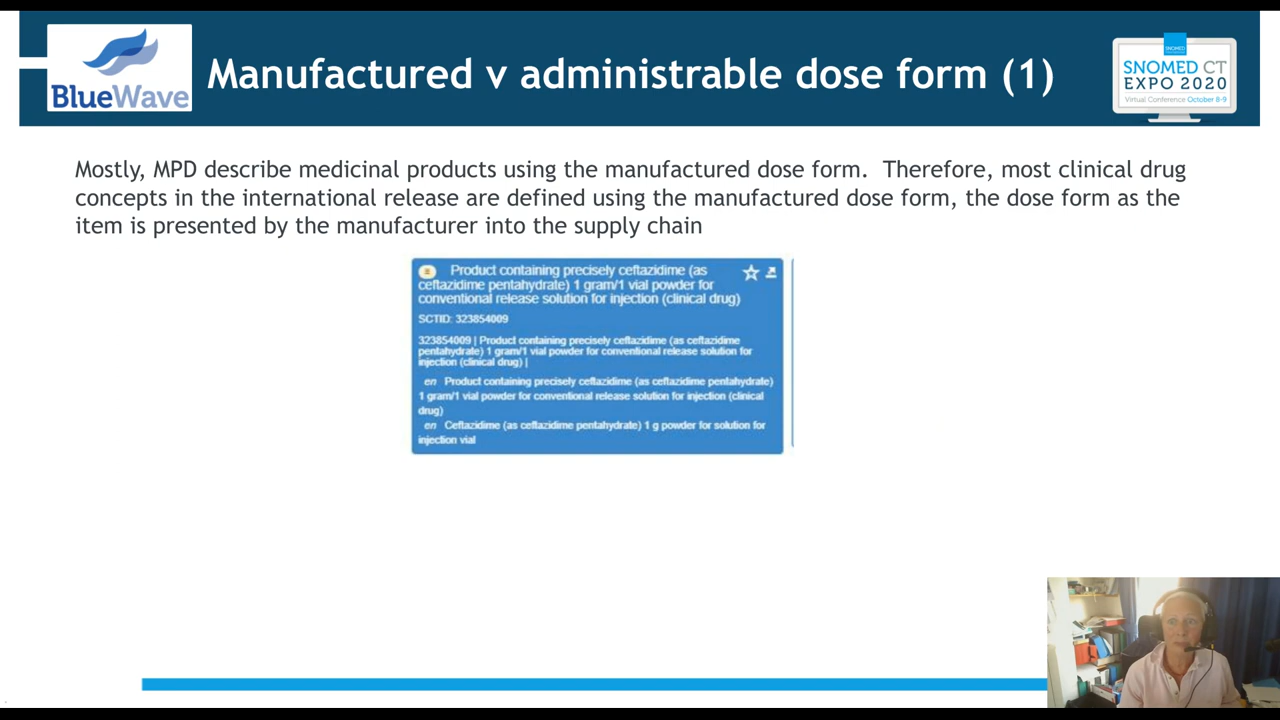 BlueWave
Manufactured v administrable dose form (1)
SNOMED
SNOMED CT
EXPO 2020
Virtual Conference October 8-9
Mostly, MPD describe medicinal products using the manufactured dose form. Therefore, most clinical drug
concepts in the international release are defined using the manufactured dose form, the dose form as the
item is presented by the manufacturer into the supply chain
Product containing precisely ceftazidime (as
ceftazidime pentahydrate) 1 gram/1 vial powder for
conventional release solution for injection (clinical drug)
SCTID: 323854009
323854009 | Product containing precisely ceftazidime (as ceftazidime
pentahydrate) 1 gram/1 vial powder for conventional release solution for
injection (clinical drug) |
en Product containing precisely ceftazidime (as ceftazidime pentahydrate)
1 gram/1 vial powder for conventional release solution for injection (clinical
drug)
en Ceftazidime (as ceftazidime pentahydrate) 1 g powder for solution for
injection vial